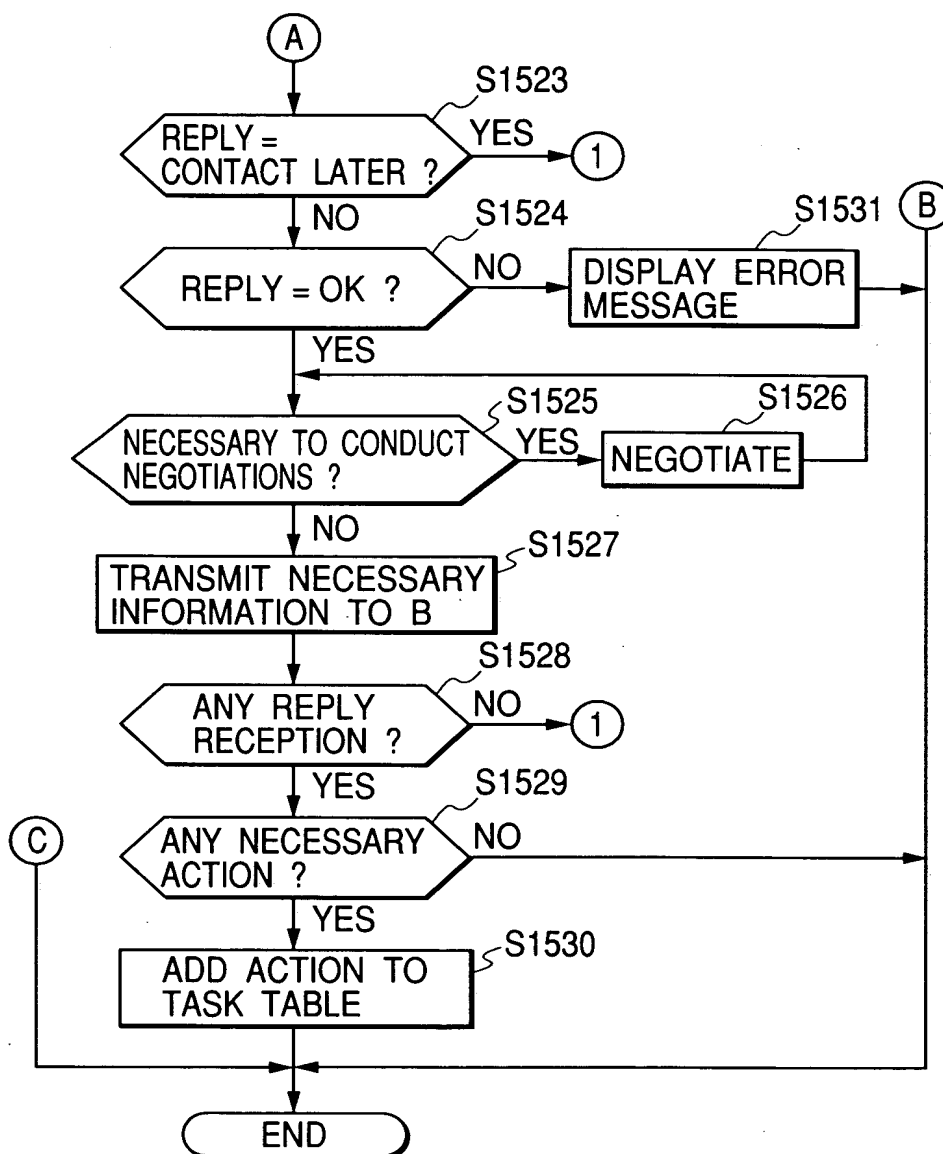 A
S1523
REPLY =
CONTACT LATER ?
YES
1
NO
B
S1524
REPLY = OK ?
NO
S1531
DISPLAY ERROR
MESSAGE
YES
S1525
NECESSARY TO CONDUCT
NEGOTIATIONS ?
YES
S1526
NEGOTIATE
NO
S1527
TRANSMIT NECESSARY
INFORMATION TO B
S1528
ANY REPLY
RECEPTION ?
NO
1
YES
S1529
C
ANY NECESSARY
ACTION ?
NO
YES
S1530
ADD ACTION TO
TASK TABLE
END